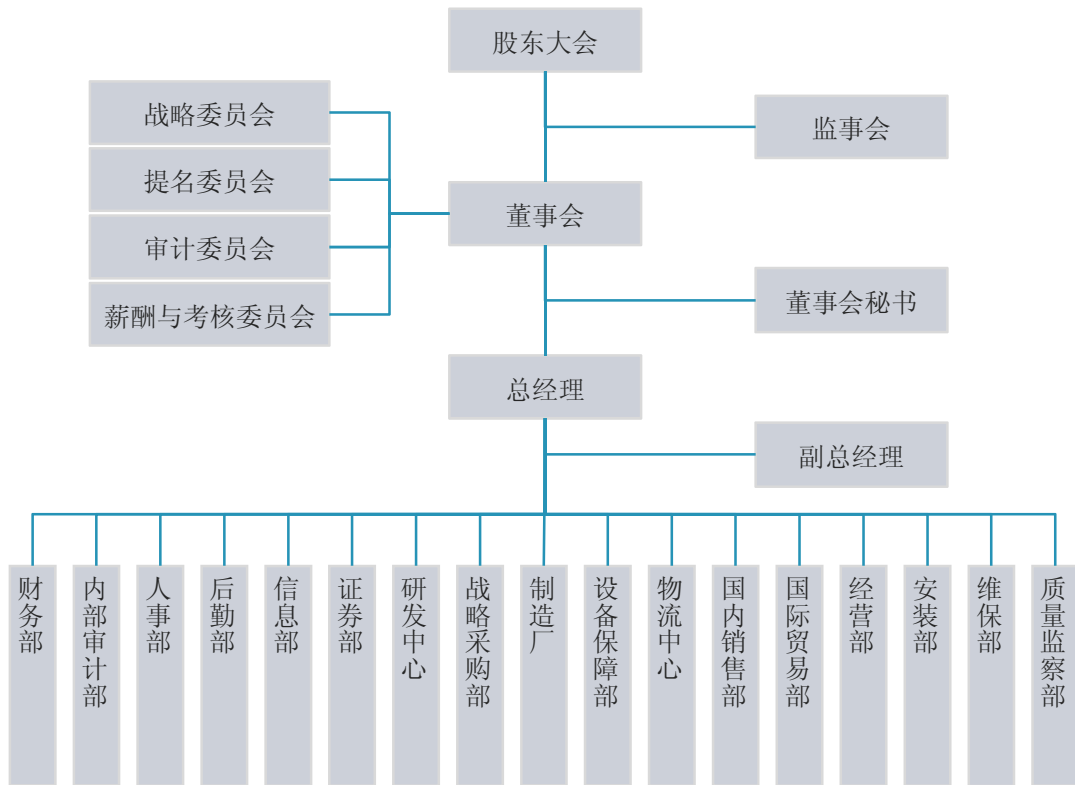 股东大会
战略委员会
监事会
提名委员会
董事会
审计委员会
董事会秘书
薪酬与考核委员会
总经理
副总经理
财务部
内部审计部
人事部
后勤部
信息部
证券部
研发中心
战略采购部
制造厂
设备保障部
物流中心
国内销售部
国际贸易部
经营部
安装部
维保部
质量监察部